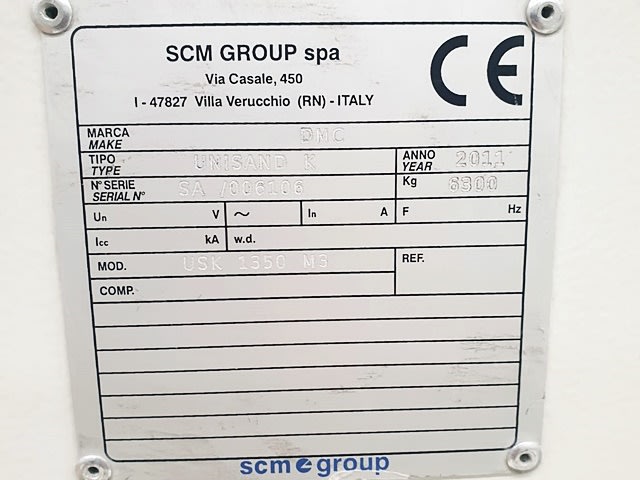 SCM GROUP spa
Via Casale, 450
I - 47827 Villa Verucchio (RN) - ITALY
CE
MARCA
MAKE DMC
TIPO
TYPE UNISAND K ANNO
YEAR 2011
N° SERIE
SERIAL N° SA /006106 Kg 6300
Un V ~ In A F Hz
Icc kA w.d.
MOD. USK 1350 M3 REF.
COMP.
scm group